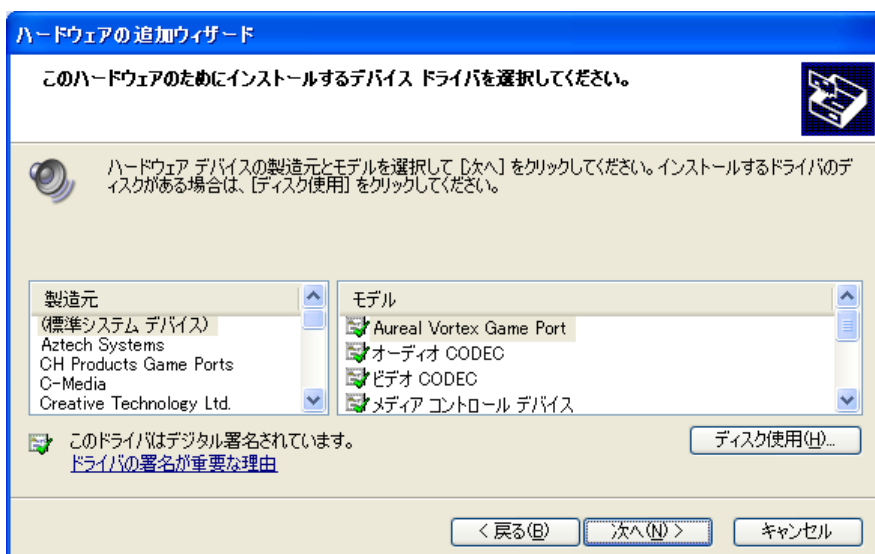 ハードウェアの追加ウィザード
このハードウェアのためにインストールするデバイス ドライバを選択してください。
ハードウェア デバイスの製造元とモデルを選択して [次へ] をクリックしてください。インストールするドライバのデ
ィスクがある場合は、[ディスク使用] をクリックしてください。
製造元
(標準システム デバイス)
Aztech Systems
CH Products Game Ports
C-Media
Creative Technology Ltd.
モデル
Aureal Vortex Game Port
オーディオ CODEC
ビデオ CODEC
メディア コントロール デバイス
このドライバはデジタル署名されています。
ドライバの署名が重要な理由
ディスク使用(H)...
< 戻る(B)
次へ(N) >
キャンセル